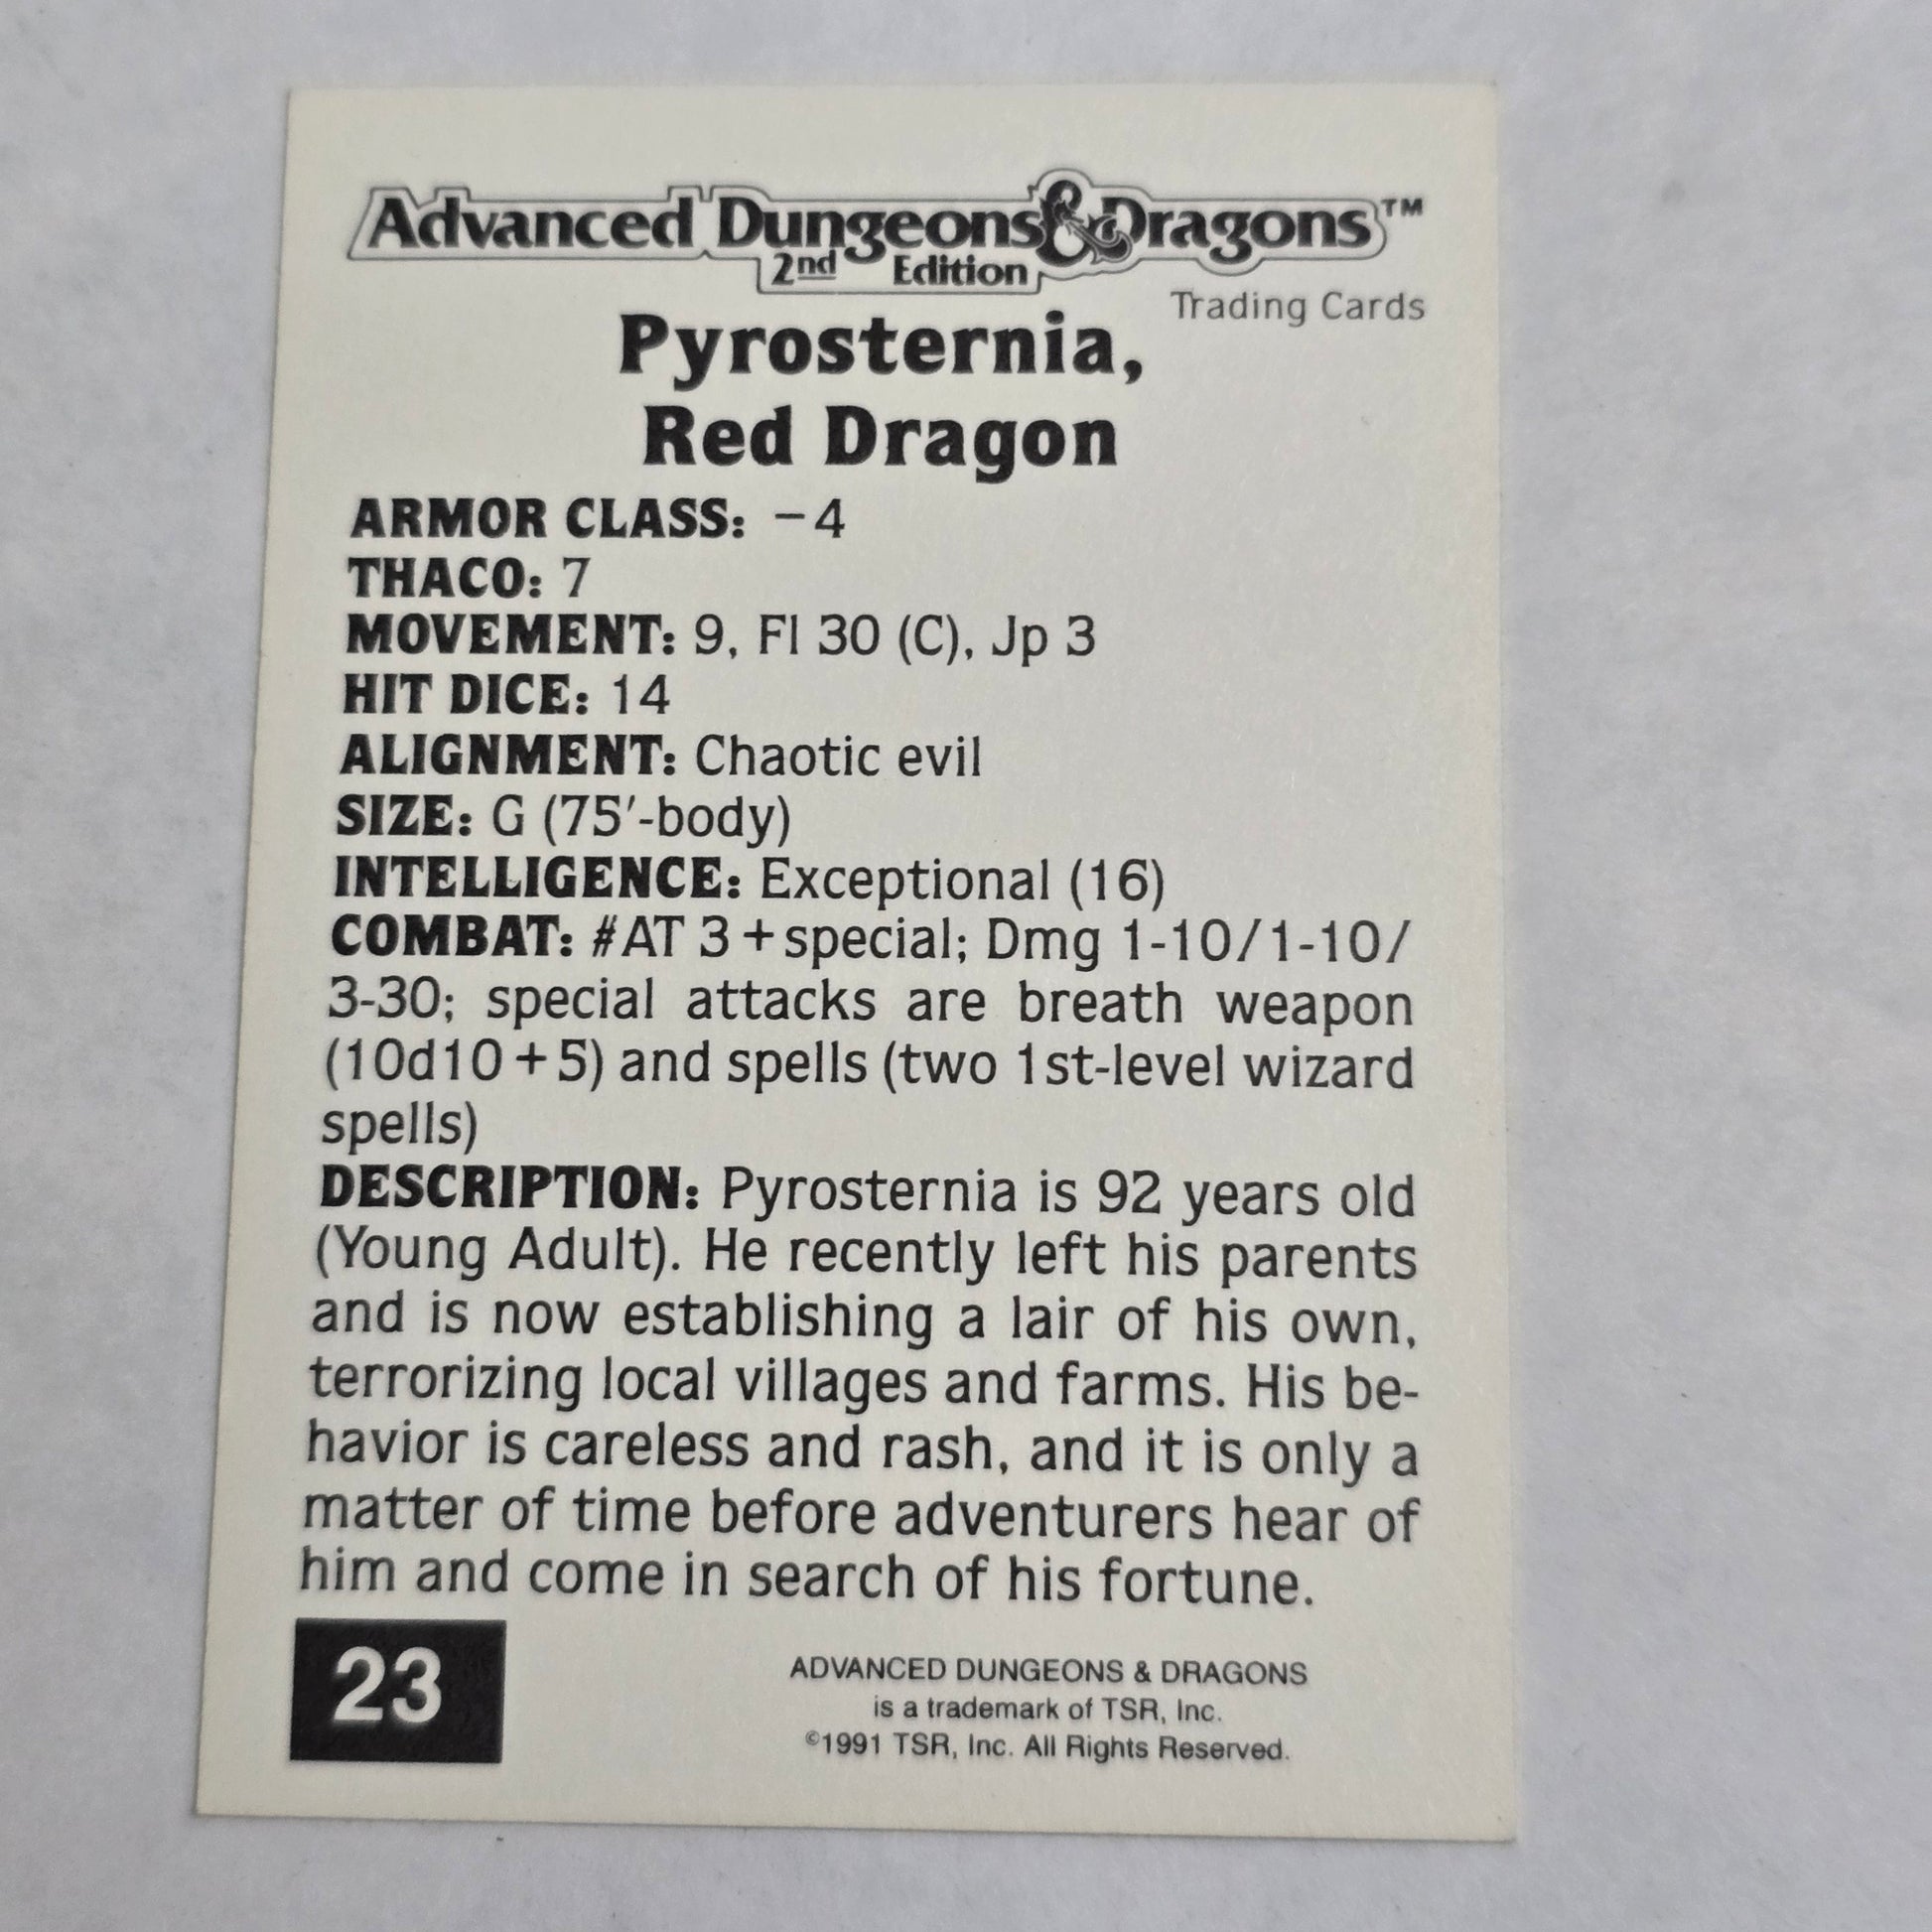 Advanced Dungeons & Dragons™
2nd Edition
Trading Cards
Pyrosternia,
Red Dragon
ARMOR CLASS: −4
THACO: 7
MOVEMENT: 9, Fl 30 (C), Jp 3
HIT DICE: 14
ALIGNMENT: Chaotic evil
SIZE: G (75′-body)
INTELLIGENCE: Exceptional (16)
COMBAT: #AT 3 + special; Dmg 1-10/1-10/
3-30; special attacks are breath weapon
(10d10 + 5) and spells (two 1st-level wizard
spells)
DESCRIPTION: Pyrosternia is 92 years old
(Young Adult). He recently left his parents
and is now establishing a lair of his own,
terrorizing local villages and farms. His be-
havior is careless and rash, and it is only a
matter of time before adventurers hear of
him and come in search of his fortune.
23
ADVANCED DUNGEONS & DRAGONS
is a trademark of TSR, Inc.
©1991 TSR, Inc. All Rights Reserved.